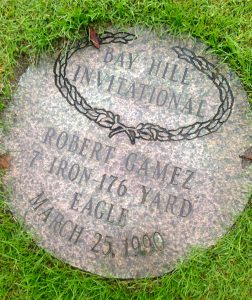 BAY HILL
INVITATIONAL
ROBERT GAMEZ
7 IRON 176 YARD
EAGLE
MARCH 25, 1990